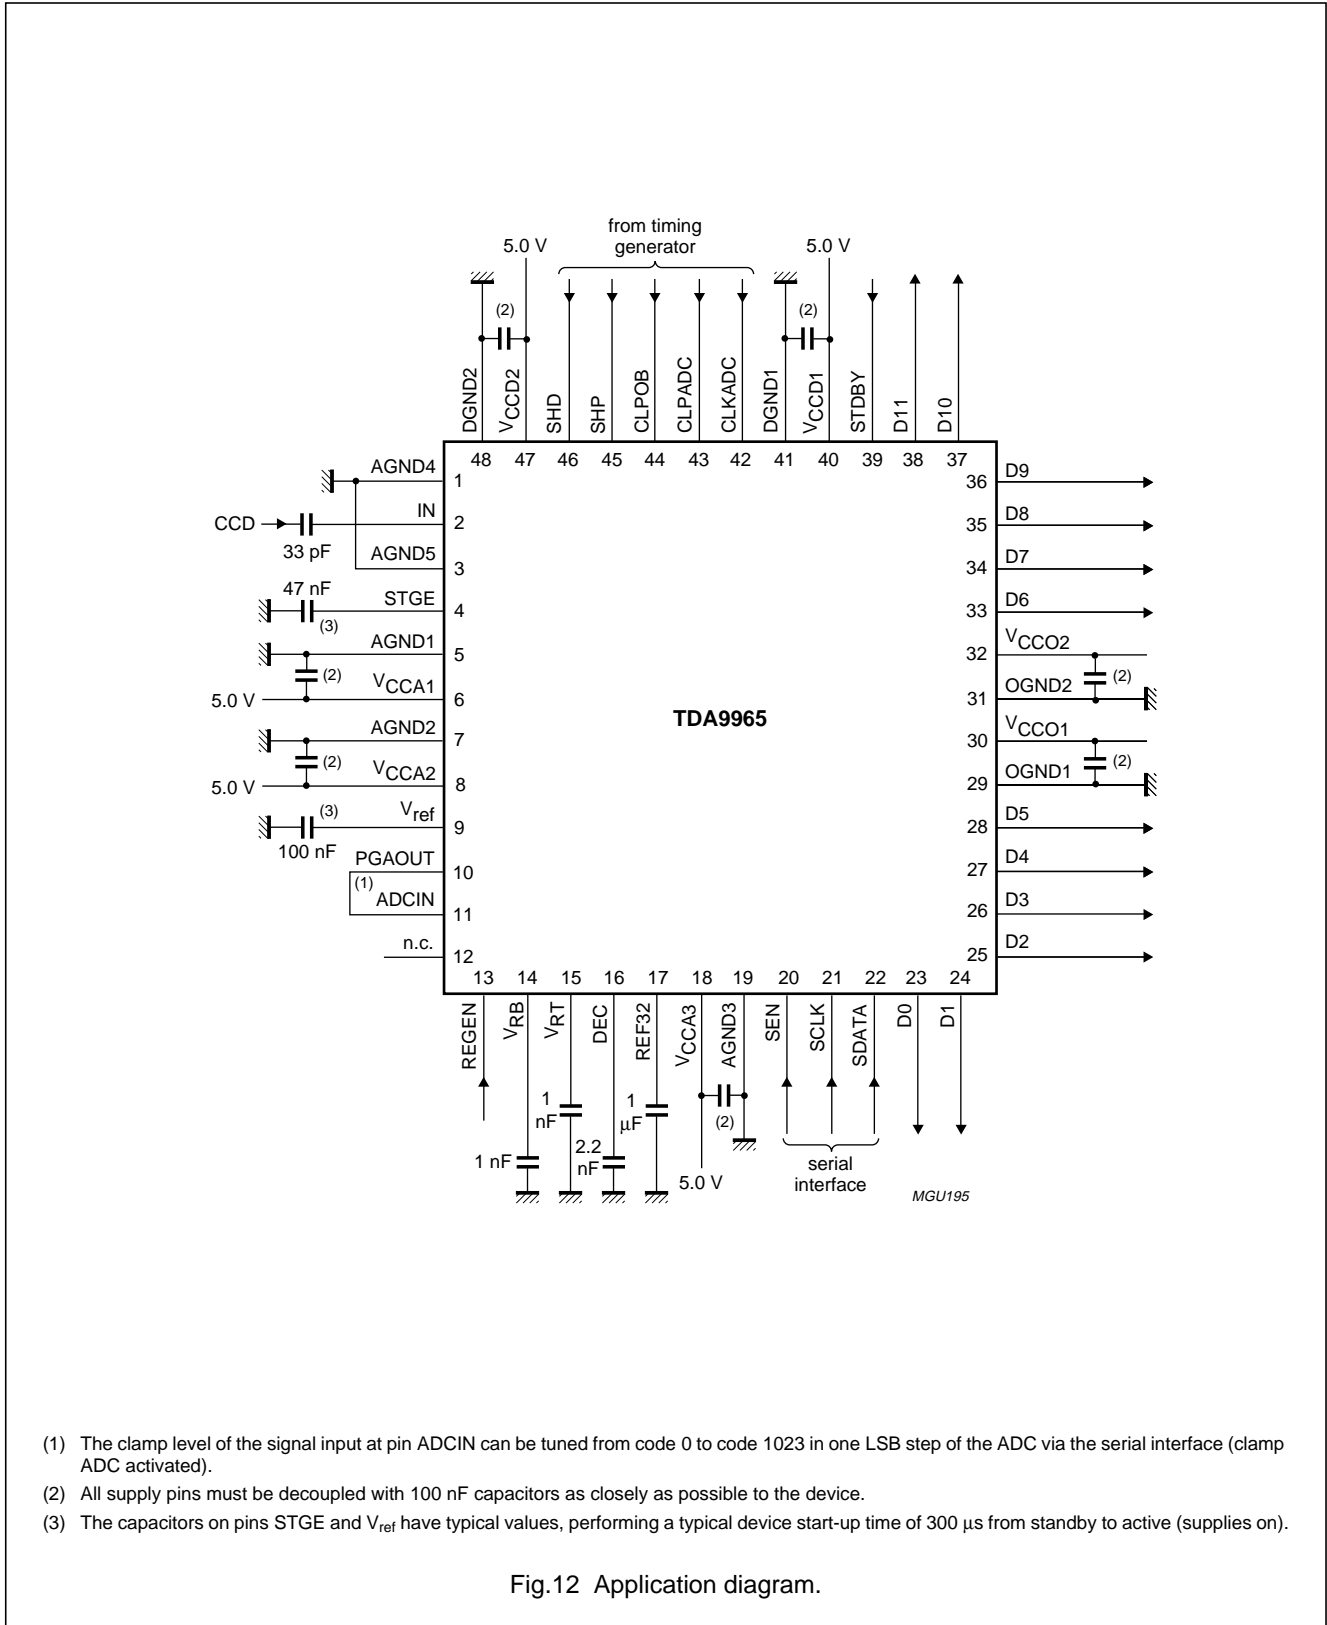 from timing
generator
5.0 V
5.0 V
(2)
(2)
DGND2
VCCD2
SHD
SHP
CLPOB
CLPADC
CLKADC
DGND1
VCCD1
STDBY
D11
D10
48 47 46 45 44 43 42 41 40 39 38 37
AGND4 1
CCD IN 2
33 pF
AGND5 3
47 nF
STGE 4
(3)
AGND1 5
(2)
5.0 V VCCA1 6
AGND2 7
(2)
5.0 V VCCA2 8
(3)
Vref 9
100 nF
PGAOUT 10
(1)
ADCIN 11
n.c. 12
TDA9965
36 D9
35 D8
34 D7
33 D6
32 VCCO2
(2)
31 OGND2
30 VCCO1
(2)
29 OGND1
28 D5
27 D4
26 D3
25 D2
13 14 15 16 17 18 19 20 21 22 23 24
REGEN
VRB
VRT
DEC
REF32
VCCA3
AGND3
SEN
SCLK
SDATA
D0
D1
1 nF
1
nF
2.2
nF
1
μF
(2)
5.0 V
serial
interface
MGU195
(1) The clamp level of the signal input at pin ADCIN can be tuned from code 0 to code 1023 in one LSB step of the ADC via the serial interface (clamp
ADC activated).
(2) All supply pins must be decoupled with 100 nF capacitors as closely as possible to the device.
(3) The capacitors on pins STGE and Vref have typical values, performing a typical device start-up time of 300 μs from standby to active (supplies on).
Fig.12 Application diagram.